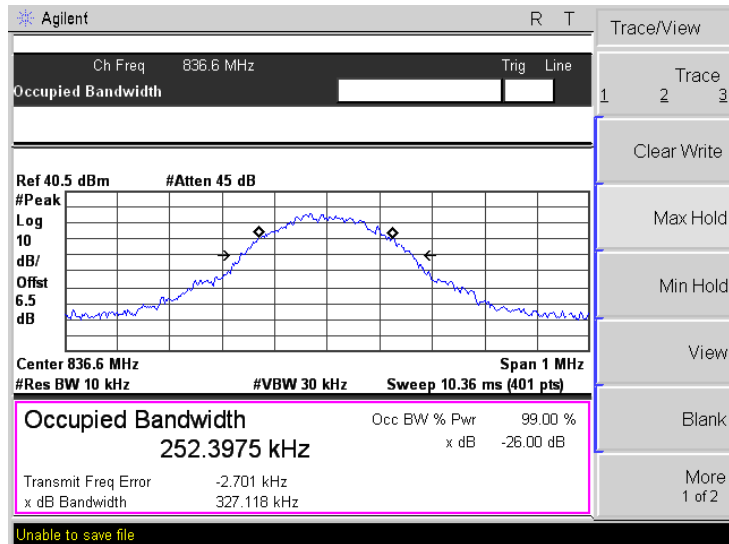 Agilent R T
Trace/View
Ch Freq 836.6 MHz Trig Line
Occupied Bandwidth
Trace
1 2 3
Clear Write
Max Hold
Min Hold
View
Blank
More
1 of 2
Ref 40.5 dBm #Atten 45 dB
#Peak
Log
10
dB/
Offst
6.5
dB
Center 836.6 MHz Span 1 MHz
#Res BW 10 kHz #VBW 30 kHz Sweep 10.36 ms (401 pts)
Occupied Bandwidth Occ BW % Pwr 99.00 %
252.3975 kHz x dB -26.00 dB
Transmit Freq Error -2.701 kHz
x dB Bandwidth 327.118 kHz
Unable to save file